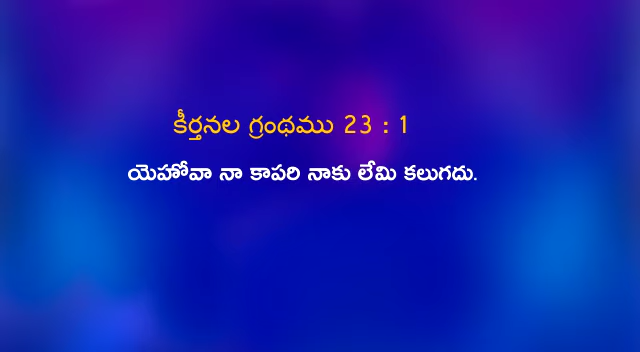 కీర్తనల గ్రంథము 23 : 1
యెహోవా నా కాపరి నాకు లేమి కలుగదు.